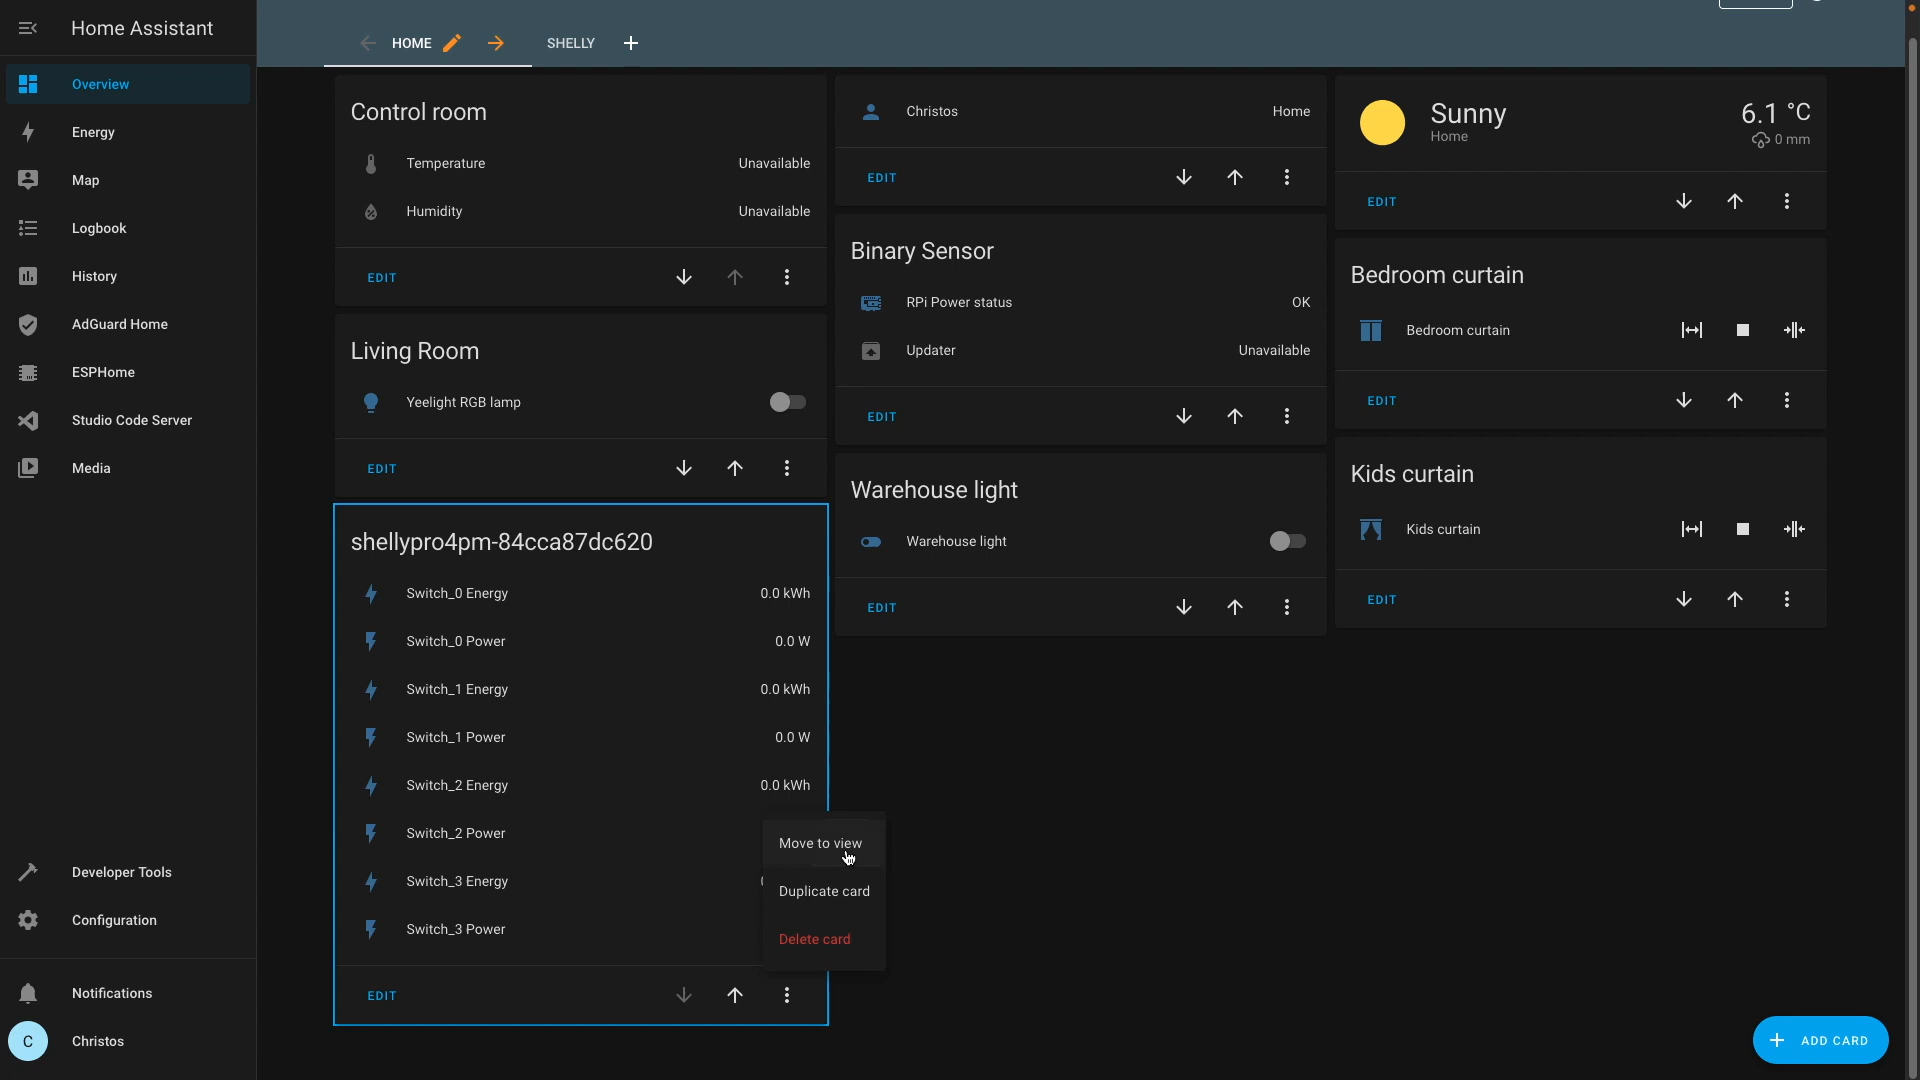 Home Assistant
Overview
Energy
Map
Logbook
History
AdGuard Home
ESPHome
Studio Code Server
Media
Developer Tools
Configuration
Notifications
C Christos
HOME
SHELLY
Control room
Temperature Unavailable
Humidity Unavailable
EDIT
Living Room
Yeelight RGB lamp
EDIT
shellypro4pm-84cca87dc620
Switch_0 Energy 0.0 kWh
Switch_0 Power 0.0 W
Switch_1 Energy 0.0 kWh
Switch_1 Power 0.0 W
Switch_2 Energy 0.0 kWh
Switch_2 Power
Switch_3 Energy
Switch_3 Power
EDIT
Move to view
Duplicate card
Delete card
Christos Home
EDIT
Binary Sensor
RPi Power status OK
Updater Unavailable
EDIT
Warehouse light
Warehouse light
EDIT
Sunny 6.1 °C
Home 0 mm
EDIT
Bedroom curtain
Bedroom curtain
EDIT
Kids curtain
Kids curtain
EDIT
ADD CARD